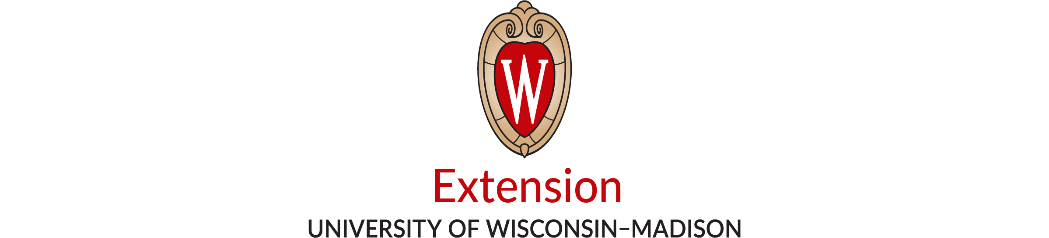 W
Extension
UNIVERSITY OF WISCONSIN–MADISON